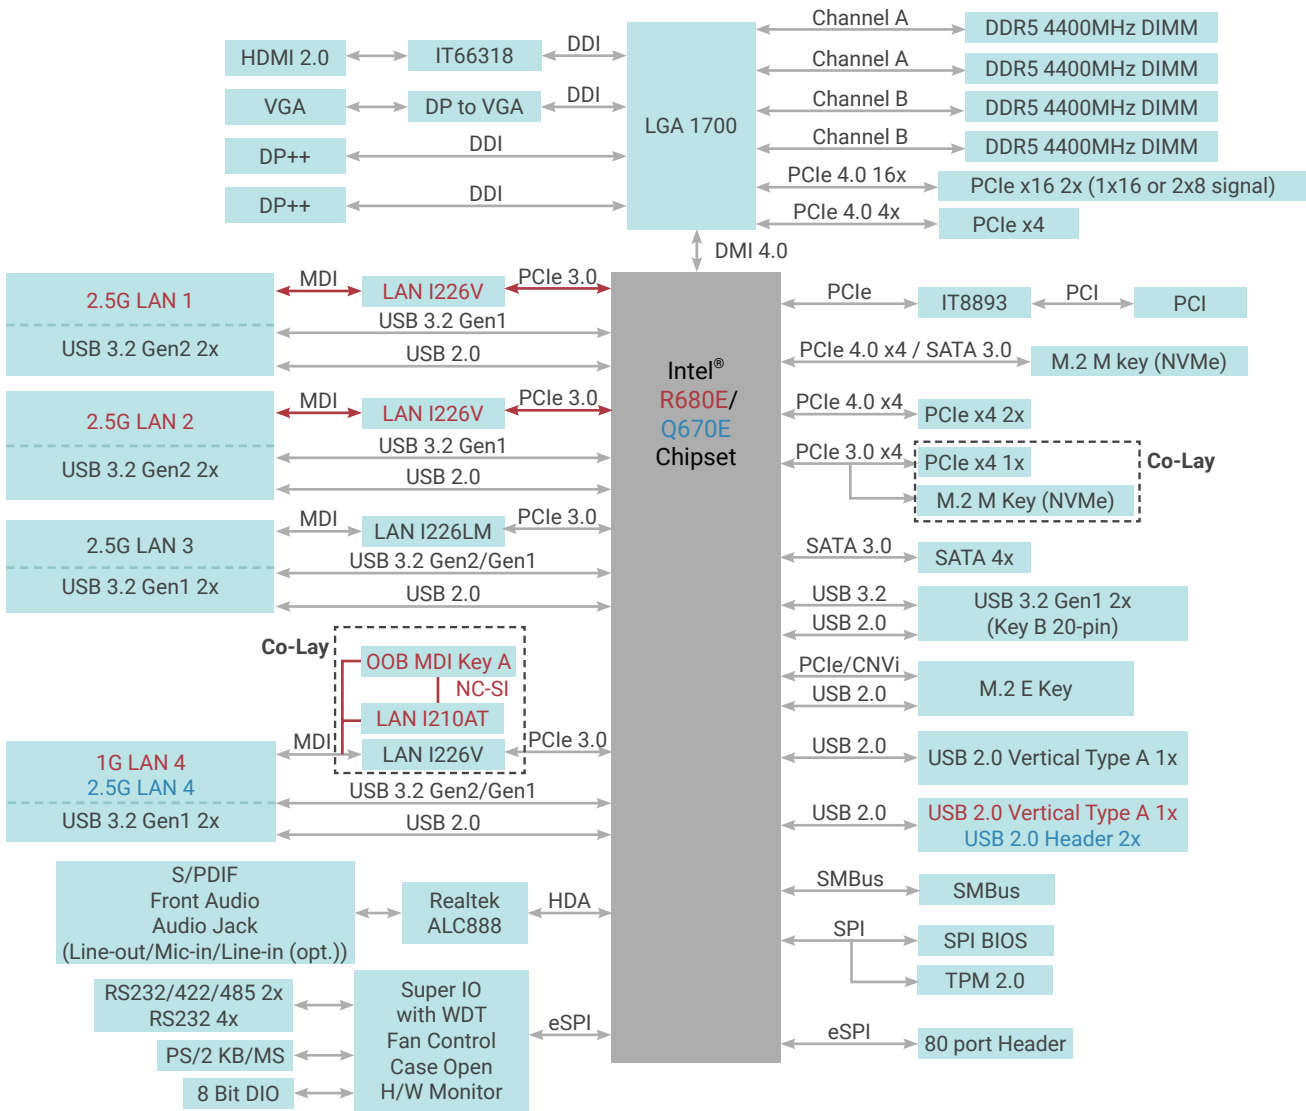 HDMI 2.0
IT66318
DDI
VGA
DP to VGA
DDI
DP++
DDI
DP++
DDI
LGA 1700
Channel A
DDR5 4400MHz DIMM
Channel A
DDR5 4400MHz DIMM
Channel B
DDR5 4400MHz DIMM
Channel B
DDR5 4400MHz DIMM
PCIe 4.0 16x
PCIe x16 2x (1x16 or 2x8 signal)
PCIe 4.0 4x
PCIe x4
DMI 4.0
2.5G LAN 1
MDI
LAN I226V
PCIe 3.0
USB 3.2 Gen2 2x
USB 3.2 Gen1
USB 2.0
2.5G LAN 2
MDI
LAN I226V
PCIe 3.0
USB 3.2 Gen2 2x
USB 3.2 Gen1
USB 2.0
2.5G LAN 3
MDI
LAN I226LM
PCIe 3.0
USB 3.2 Gen1 2x
USB 3.2 Gen2/Gen1
USB 2.0
Co-Lay
OOB MDI Key A
NC-SI
LAN I210AT
1G LAN 4
2.5G LAN 4
MDI
LAN I226V
PCIe 3.0
USB 3.2 Gen1 2x
USB 3.2 Gen2/Gen1
USB 2.0
S/PDIF
Front Audio
Audio Jack
(Line-out/Mic-in/Line-in (opt.))
Realtek
ALC888
HDA
RS232/422/485 2x
RS232 4x
PS/2 KB/MS
8 Bit DIO
Super IO
with WDT
Fan Control
Case Open
H/W Monitor
eSPI
Intel®
R680E/
Q670E
Chipset
PCIe
IT8893
PCI
PCI
PCIe 4.0 x4 / SATA 3.0
M.2 M key (NVMe)
PCIe 4.0 x4
PCIe x4 2x
PCIe 3.0 x4
PCIe x4 1x
Co-Lay
M.2 M Key (NVMe)
SATA 3.0
SATA 4x
USB 3.2
USB 2.0
USB 3.2 Gen1 2x
(Key B 20-pin)
PCIe/CNVi
USB 2.0
M.2 E Key
USB 2.0
USB 2.0 Vertical Type A 1x
USB 2.0
USB 2.0 Vertical Type A 1x
USB 2.0 Header 2x
SMBus
SMBus
SPI
SPI BIOS
TPM 2.0
eSPI
80 port Header